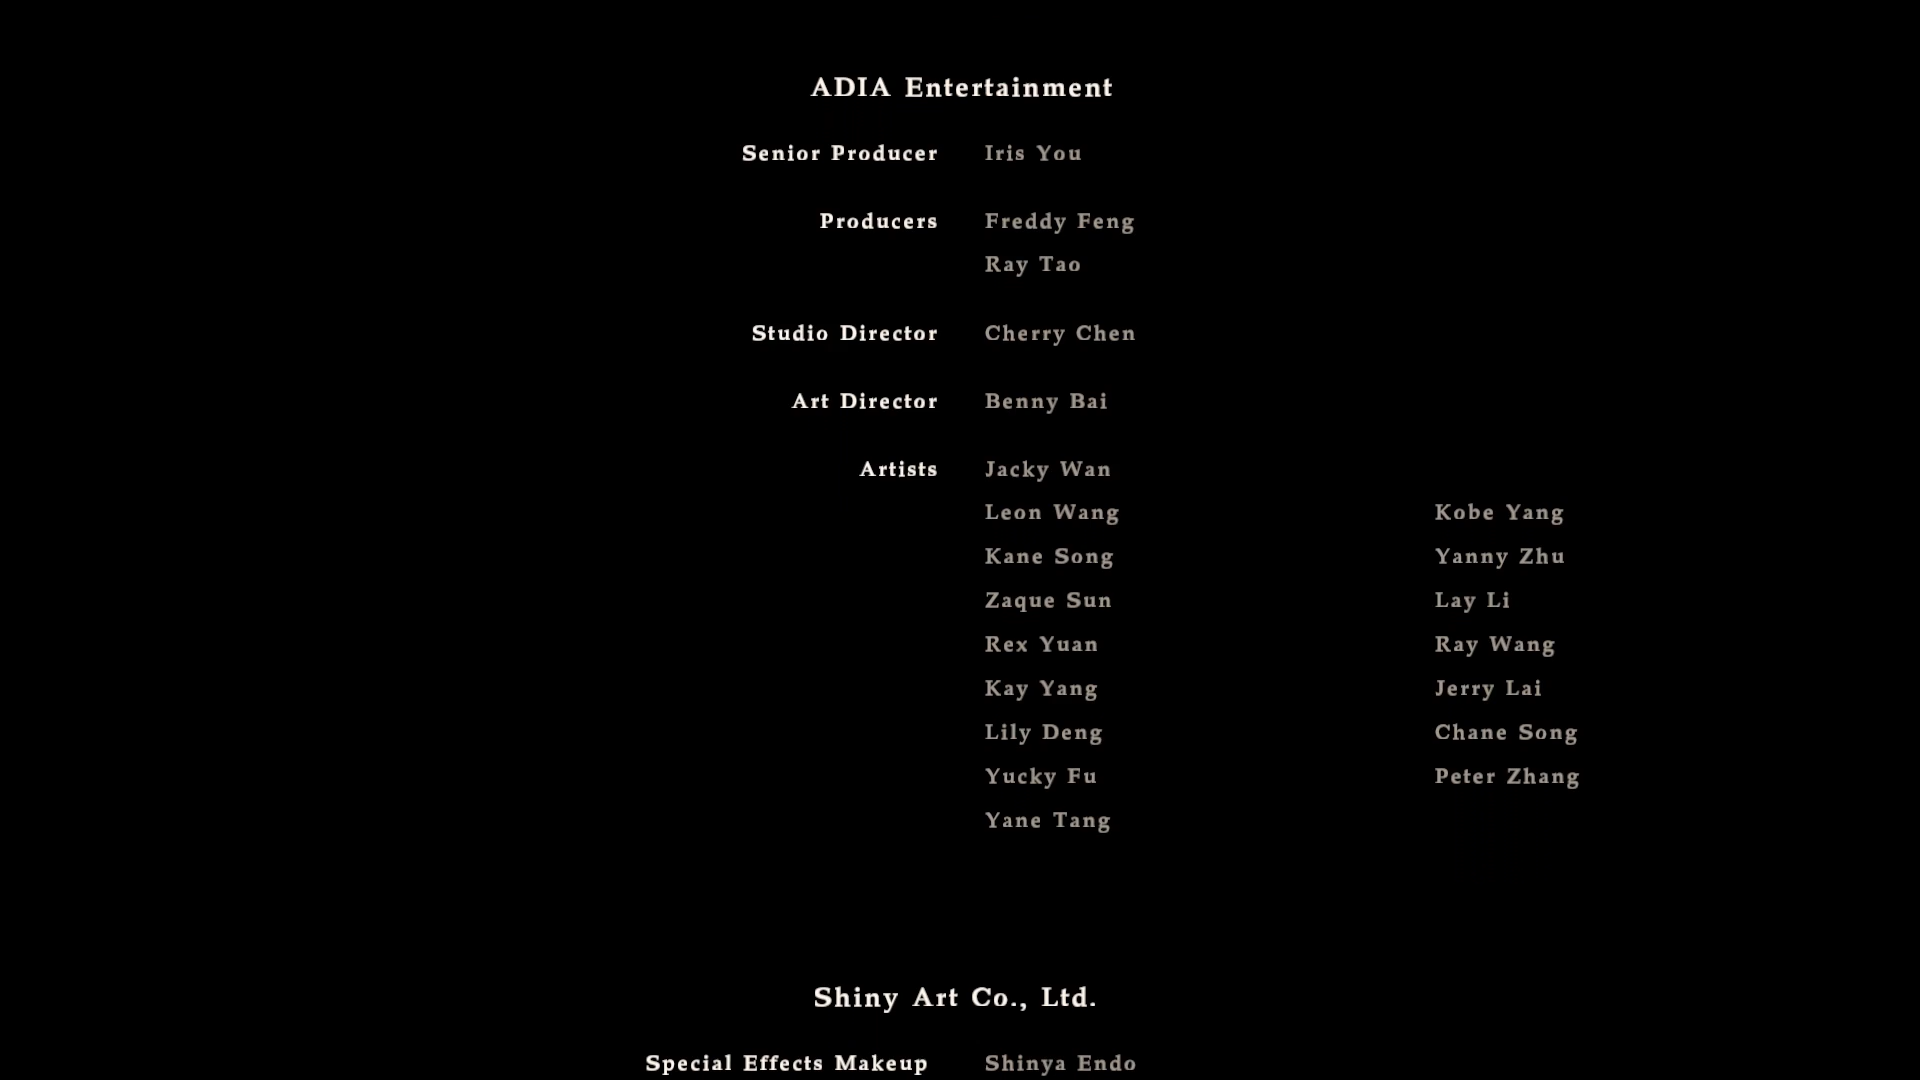 ADIA Entertainment
Senior Producer Iris You
Producers Freddy Feng
Ray Tao
Studio Director Cherry Chen
Art Director Benny Bai
Artists Jacky Wan
Leon Wang Kobe Yang
Kane Song Yanny Zhu
Zaque Sun Lay Li
Rex Yuan Ray Wang
Kay Yang Jerry Lai
Lily Deng Chane Song
Yucky Fu Peter Zhang
Yane Tang
Shiny Art Co., Ltd.
Special Effects Makeup Shinya Endo